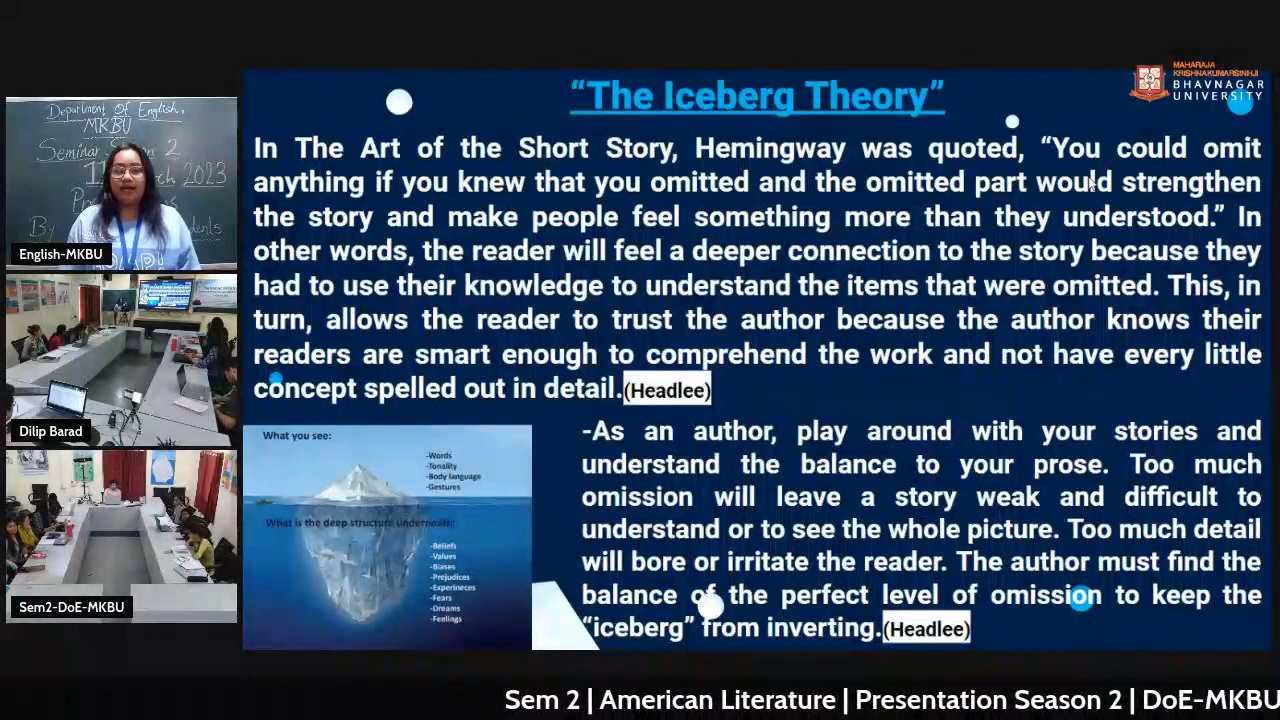 "The Iceberg Theory"
MAHARAJA
KRISHNAKUMARSINHJI
BHAVNAGAR
UNIVERSITY
In The Art of the Short Story, Hemingway was quoted, "You could omit
anything if you knew that you omitted and the omitted part would strengthen
the story and make people feel something more than they understood." In
other words, the reader will feel a deeper connection to the story because they
had to use their knowledge to understand the items that were omitted. This, in
turn, allows the reader to trust the author because the author knows their
readers are smart enough to comprehend the work and not have every little
concept spelled out in detail.(Headlee)
What you see:
-Words
-Tonality
-Body language
-Gestures
What is the deep structure underneath:
-Beliefs
-Values
-Biases
-Prejudices
-Experineces
-Fears
-Dreams
-Feelings
-As an author, play around with your stories and
understand the balance to your prose. Too much
omission will leave a story weak and difficult to
understand or to see the whole picture. Too much detail
will bore or irritate the reader. The author must find the
balance of the perfect level of omission to keep the
"iceberg" from inverting.(Headlee)
Department of English,
MKBU
Seminar 2
2023
English-MKBU
Dilip Barad
Sem2-DoE-MKBU
Sem 2 | American Literature | Presentation Season 2 | DoE-MKBU